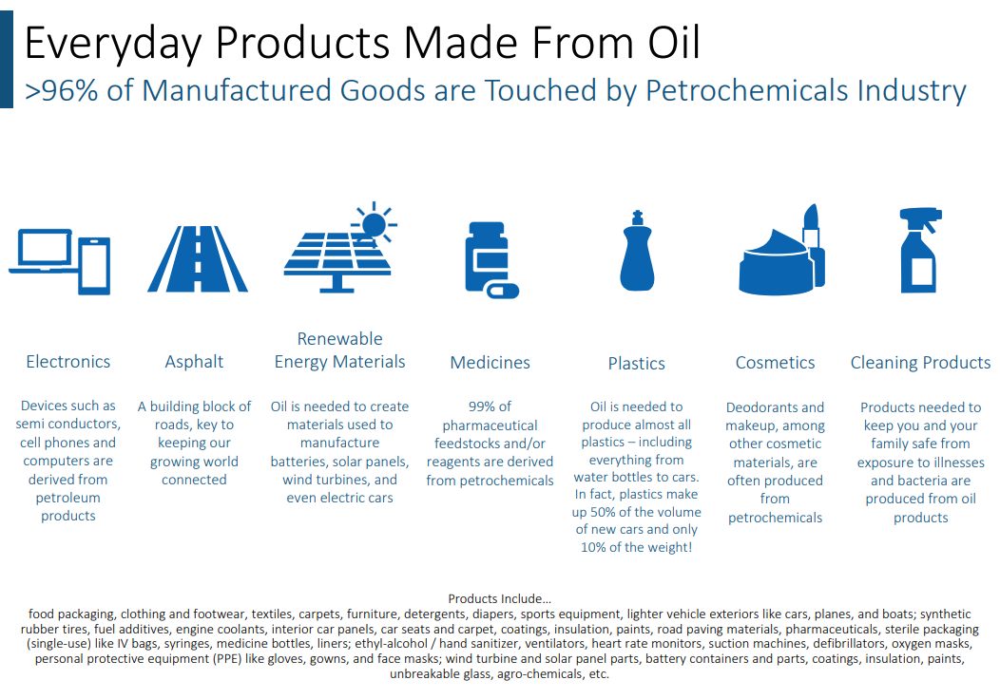 Everyday Products Made From Oil
>96% of Manufactured Goods are Touched by Petrochemicals Industry
Electronics
Devices such as
semi conductors,
cell phones and
computers are
derived from
petroleum
products
Asphalt
A building block of
roads, key to
keeping our
growing world
connected
Renewable
Energy Materials
Oil is needed to create
materials used to
manufacture
batteries, solar panels,
wind turbines, and
even electric cars
Medicines
99% of
pharmaceutical
feedstocks and/or
reagents are derived
from petrochemicals
Plastics
Oil is needed to
produce almost all
plastics – including
everything from
water bottles to cars.
In fact, plastics make
up 50% of the volume
of new cars and only
10% of the weight!
Cosmetics
Deodorants and
makeup, among
other cosmetic
materials, are
often produced
from
petrochemicals
Cleaning Products
Products needed to
keep you and your
family safe from
exposure to illnesses
and bacteria are
produced from oil
products
Products Include…
food packaging, clothing and footwear, textiles, carpets, furniture, detergents, diapers, sports equipment, lighter vehicle exteriors like cars, planes, and boats; synthetic
rubber tires, fuel additives, engine coolants, interior car panels, car seats and carpet, coatings, insulation, paints, road paving materials, pharmaceuticals, sterile packaging
(single-use) like IV bags, syringes, medicine bottles, liners; ethyl-alcohol / hand sanitizer, ventilators, heart rate monitors, suction machines, defibrillators, oxygen masks,
personal protective equipment (PPE) like gloves, gowns, and face masks; wind turbine and solar panel parts, battery containers and parts, coatings, insulation, paints,
unbreakable glass, agro-chemicals, etc.